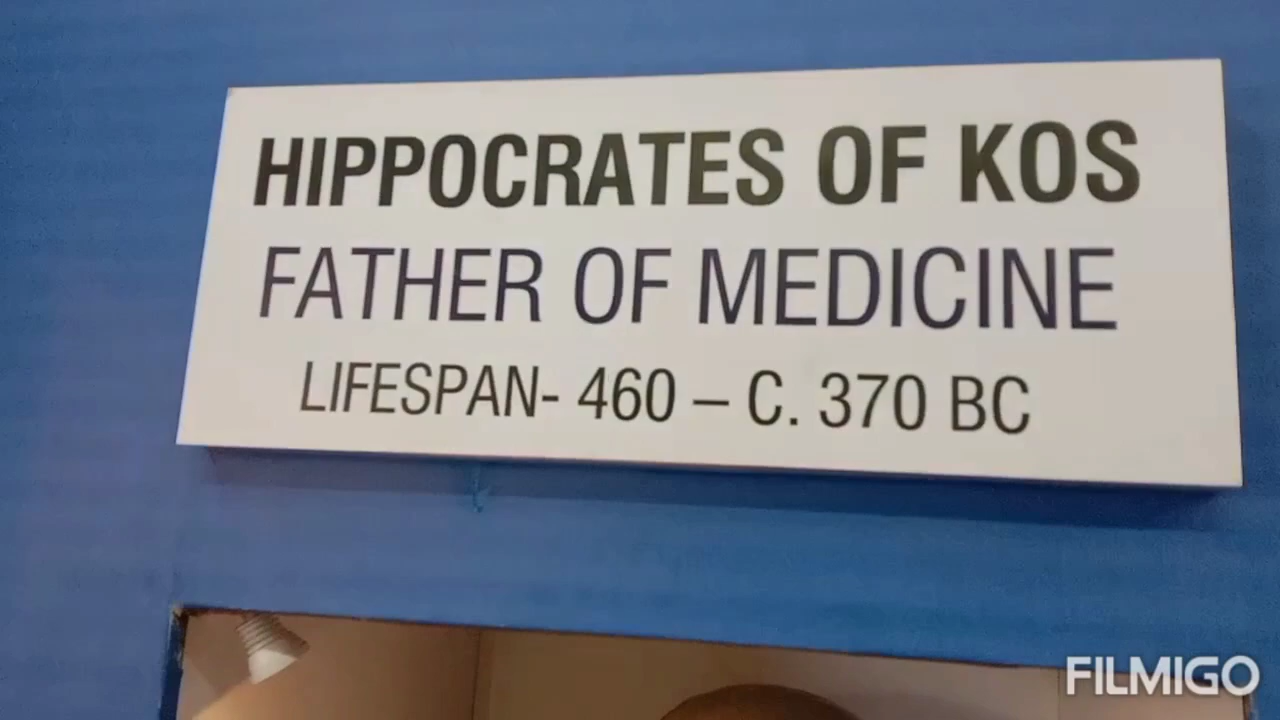 HIPPOCRATES OF KOS
FATHER OF MEDICINE
LIFESPAN- 460 – C. 370 BC
FILMIGO